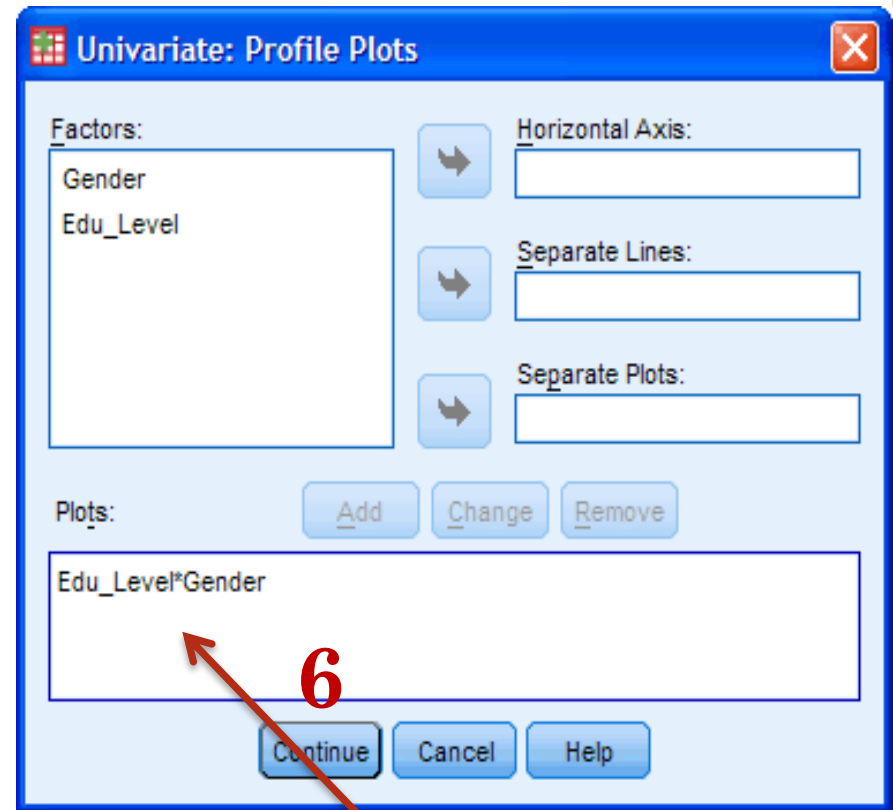 Univariate: Profile Plots
Factors:
Gender
Edu_Level
Horizontal Axis:
Separate Lines:
Separate Plots:
Plots:
Add Change Remove
Edu_Level*Gender
6
Continue Cancel Help